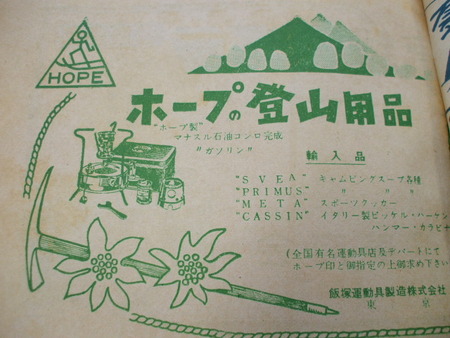 HOPE
ホープの登山用品
"ホープ製"
マナスル石油コンロ完成
〃ガソリン〃
輸入品
"SVEA" キャムピングストーブ各種
"PRIMUS" 〃 〃 〃
"META" スポーツクッカー
"CASSIN" イタリー製ピッケル・ハーケン
ハンマー・カラビナ
(全国有名運動具店及デパートにて
ホープ印と御指定の上御求め下さい
飯塚運動具製造株式会社
東京